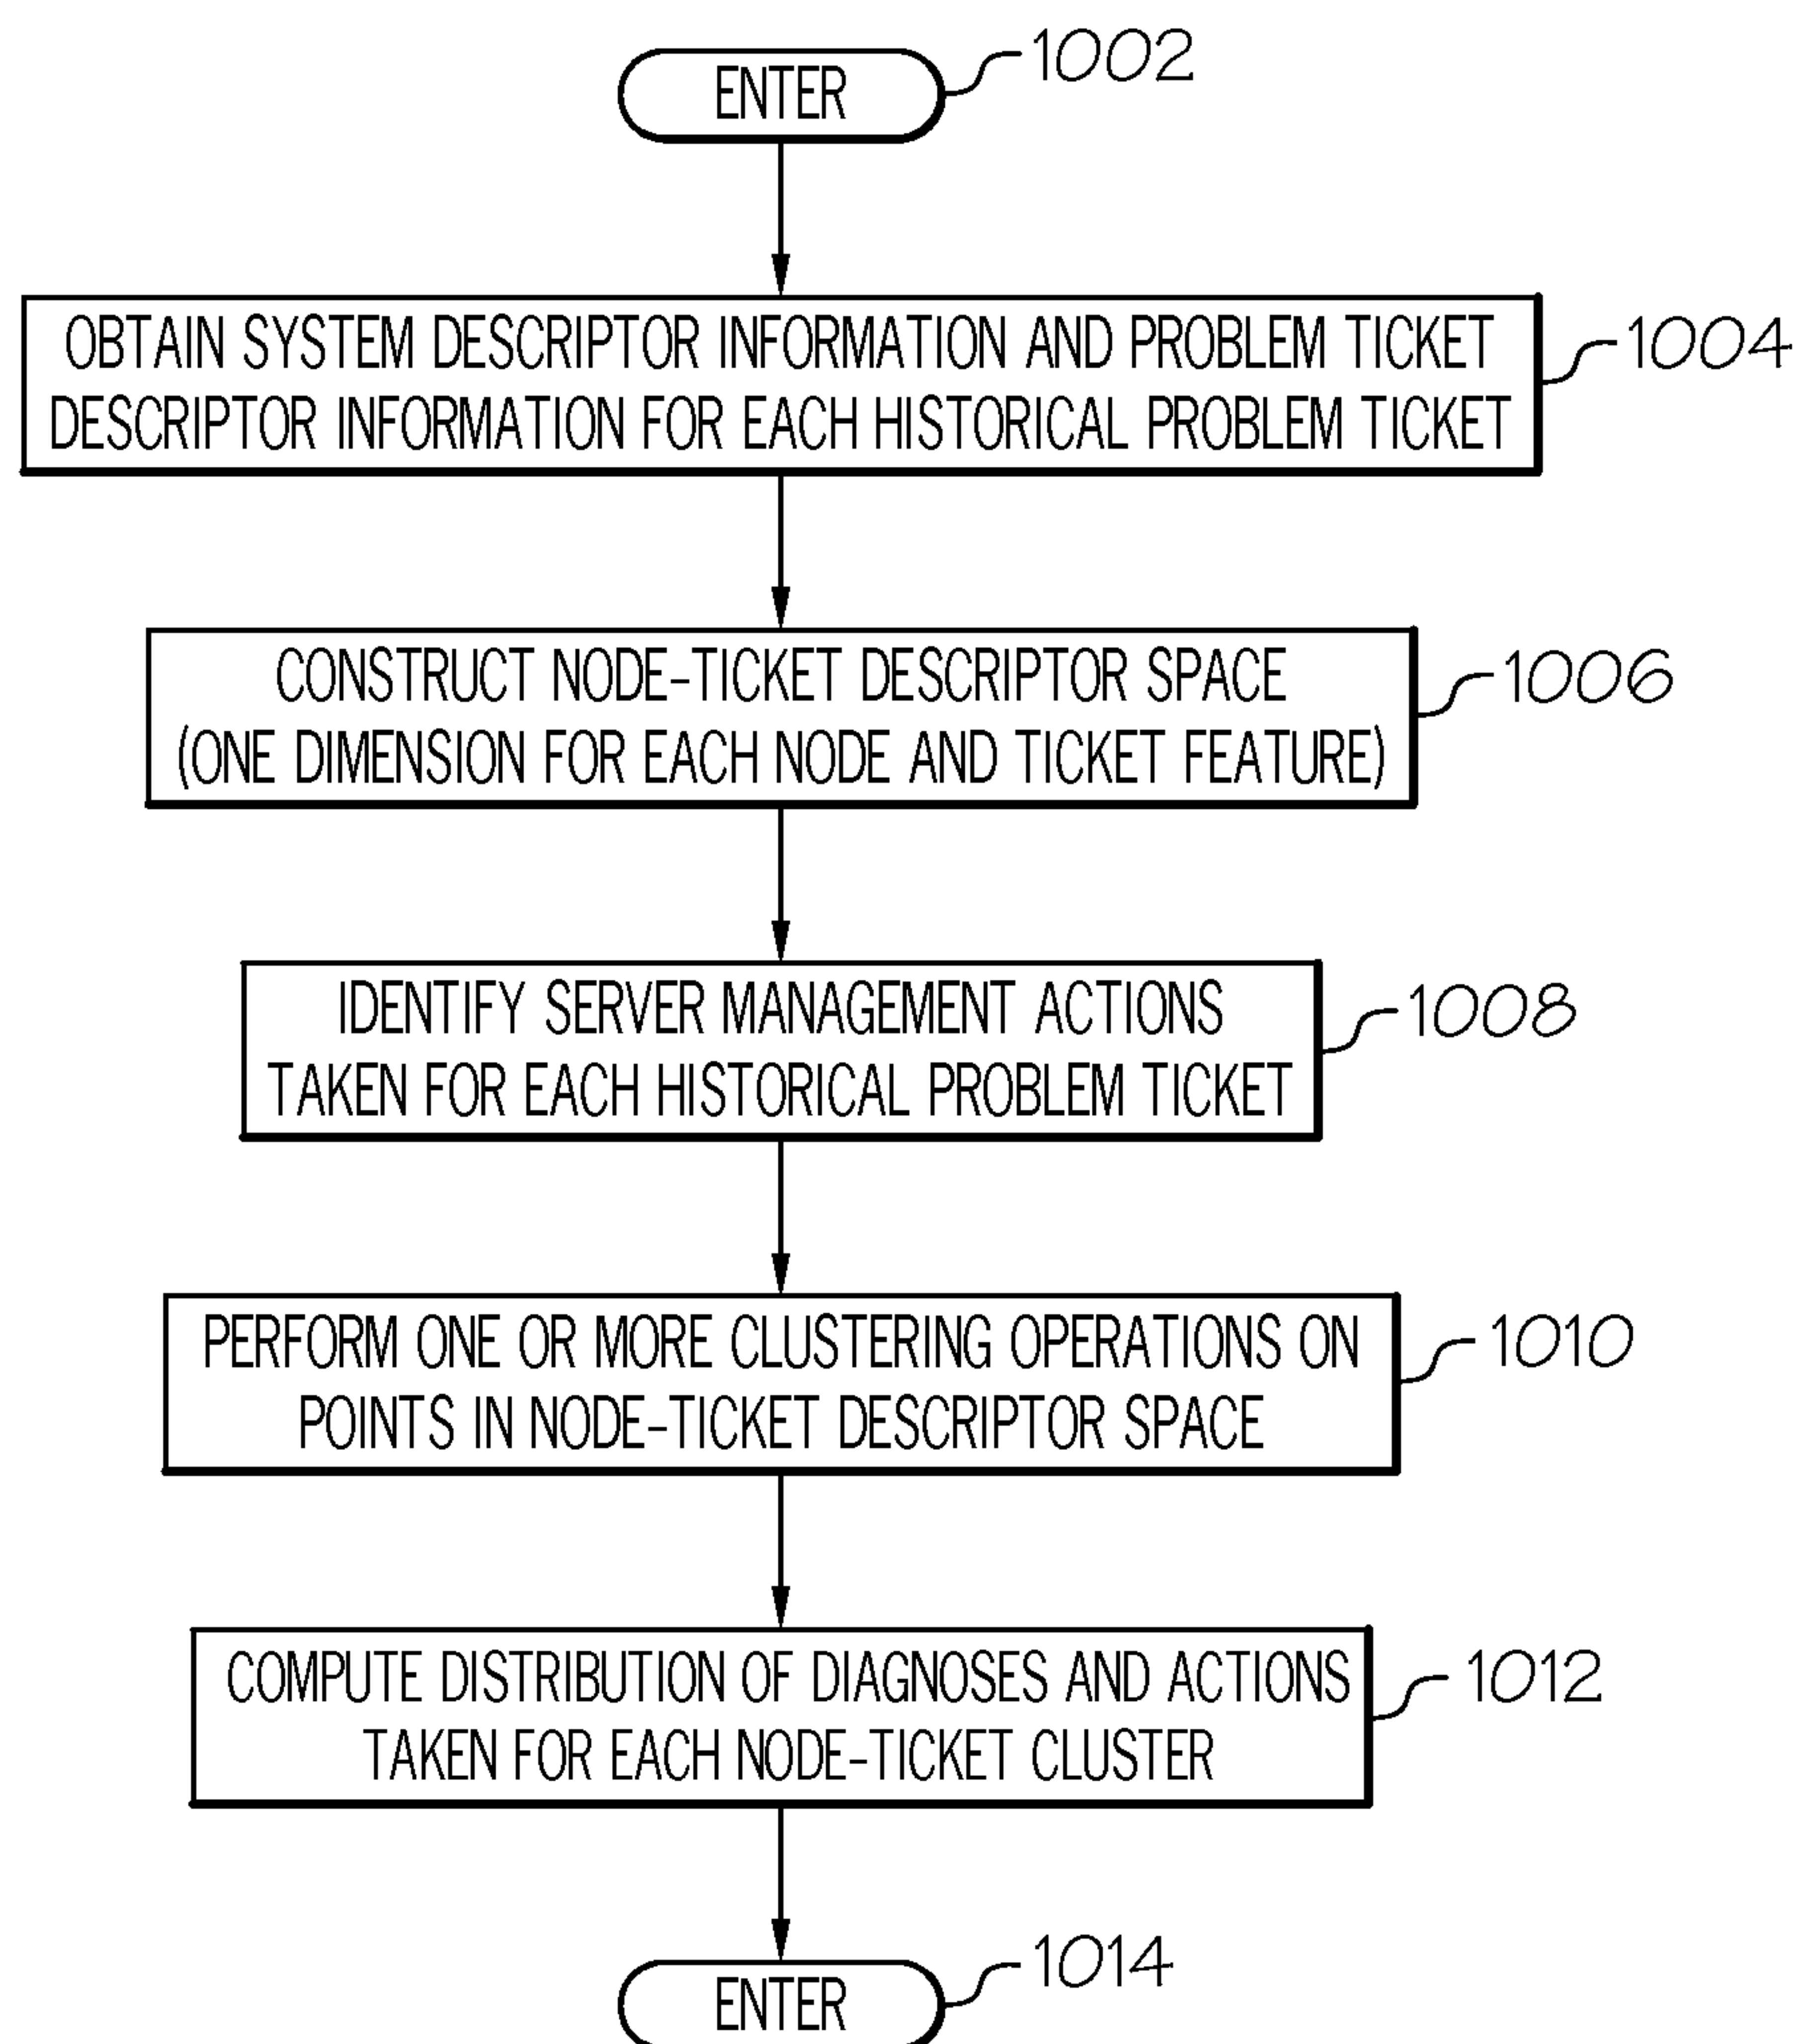 ENTER
1002
OBTAIN SYSTEM DESCRIPTOR INFORMATION AND PROBLEM TICKET
DESCRIPTOR INFORMATION FOR EACH HISTORICAL PROBLEM TICKET
1004
CONSTRUCT NODE-TICKET DESCRIPTOR SPACE
(ONE DIMENSION FOR EACH NODE AND TICKET FEATURE)
1006
IDENTIFY SERVER MANAGEMENT ACTIONS
TAKEN FOR EACH HISTORICAL PROBLEM TICKET
1008
PERFORM ONE OR MORE CLUSTERING OPERATIONS ON
POINTS IN NODE-TICKET DESCRIPTOR SPACE
1010
COMPUTE DISTRIBUTION OF DIAGNOSES AND ACTIONS
TAKEN FOR EACH NODE-TICKET CLUSTER
1012
ENTER
1014